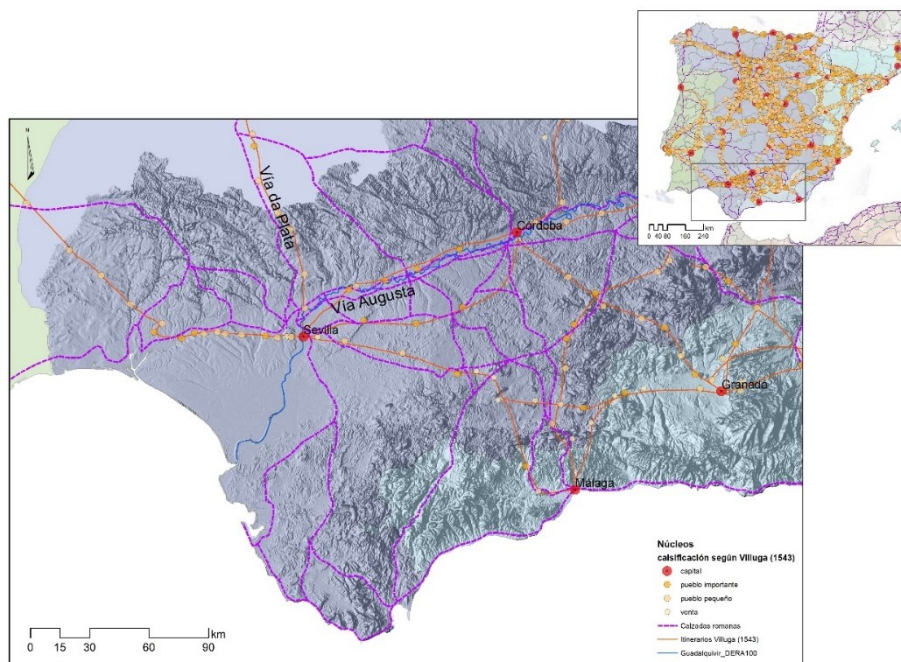 km
0 40 80 160 240
N
Vía da Plata
Córdoba
Vía Augusta
Sevilla
Granada
Málaga
Núcleos
calsificación según Villuga (1543)
capital
pueblo importante
pueblo pequeño
venta
Calzadas romanas
Itinerarios Villuga (1543)
Guadalquivir_DERA100
km
0 15 30 60 90